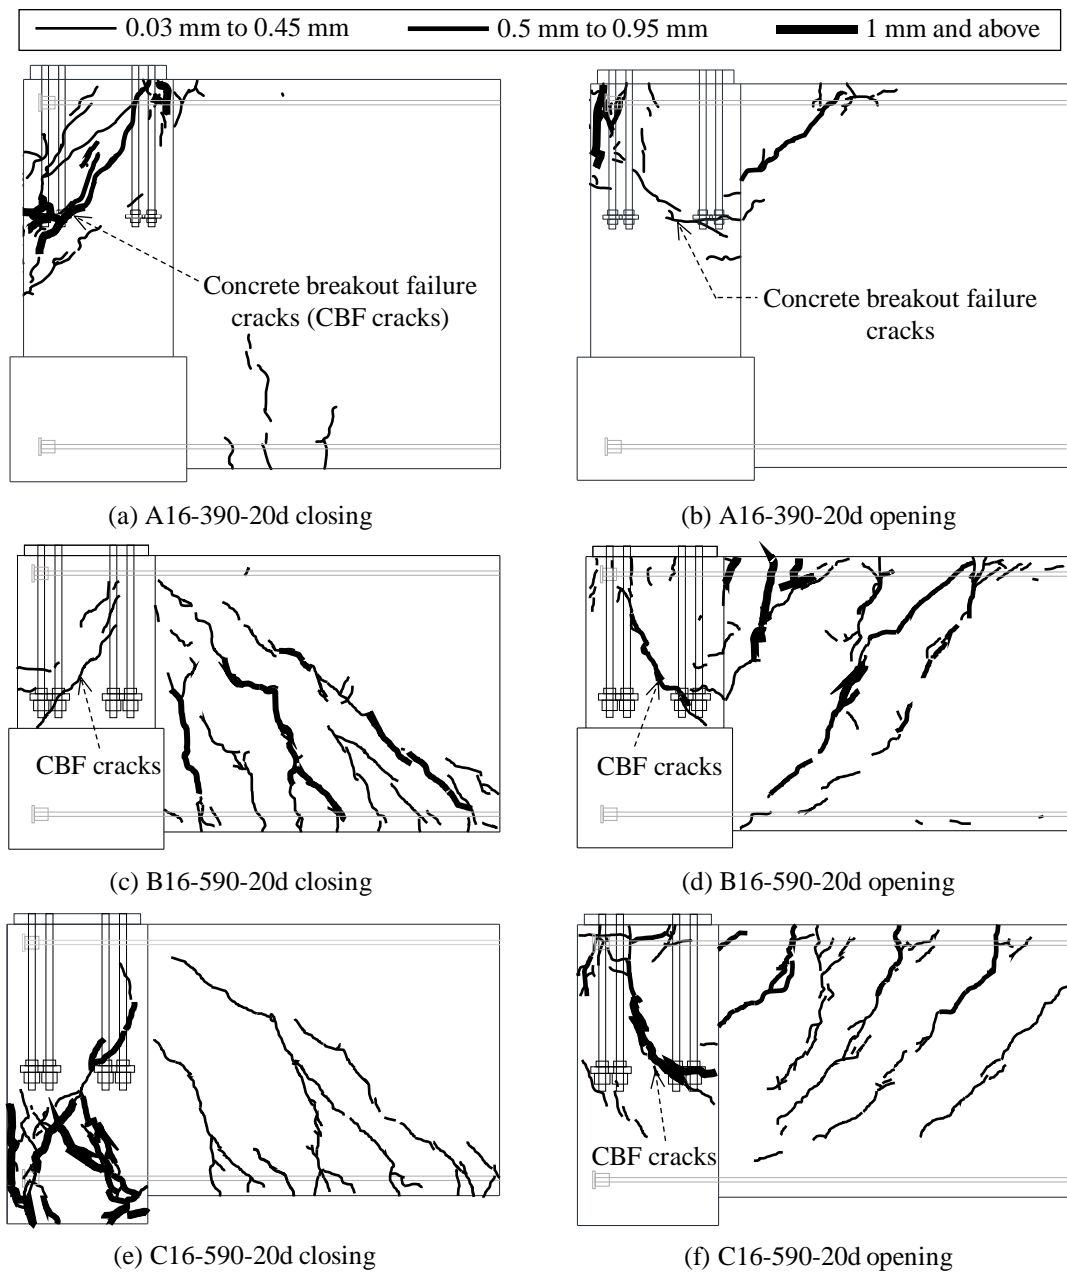 0.03 mm to 0.45 mm 0.5 mm to 0.95 mm 1 mm and above
Concrete breakout failure
cracks (CBF cracks)
Concrete breakout failure
cracks
(a) A16-390-20d closing
(b) A16-390-20d opening
CBF cracks
CBF cracks
(c) B16-590-20d closing
(d) B16-590-20d opening
CBF cracks
(e) C16-590-20d closing
(f) C16-590-20d opening